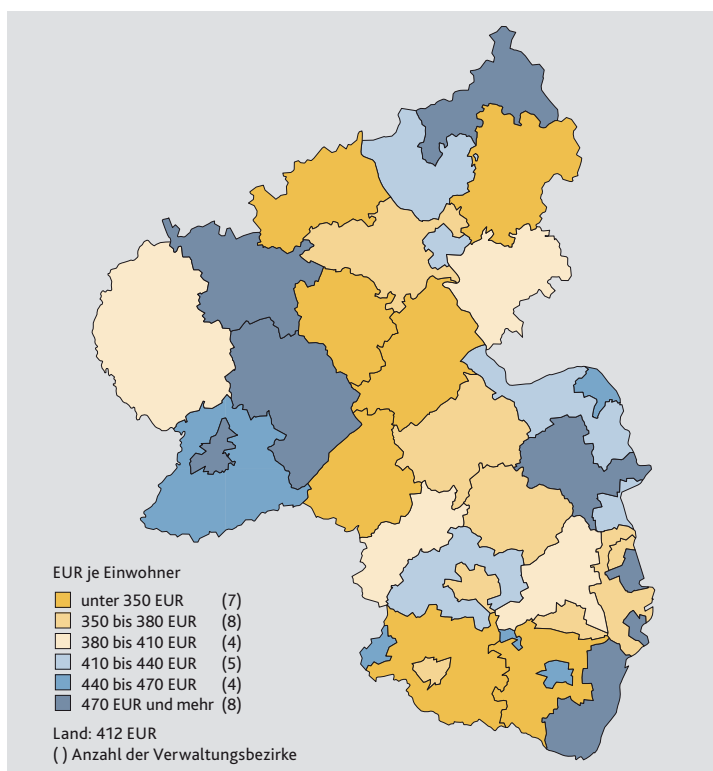 EUR je Einwohner
unter 350 EUR (7)
350 bis 380 EUR (8)
380 bis 410 EUR (4)
410 bis 440 EUR (5)
440 bis 470 EUR (4)
470 EUR und mehr (8)
Land: 412 EUR
( ) Anzahl der Verwaltungsbezirke